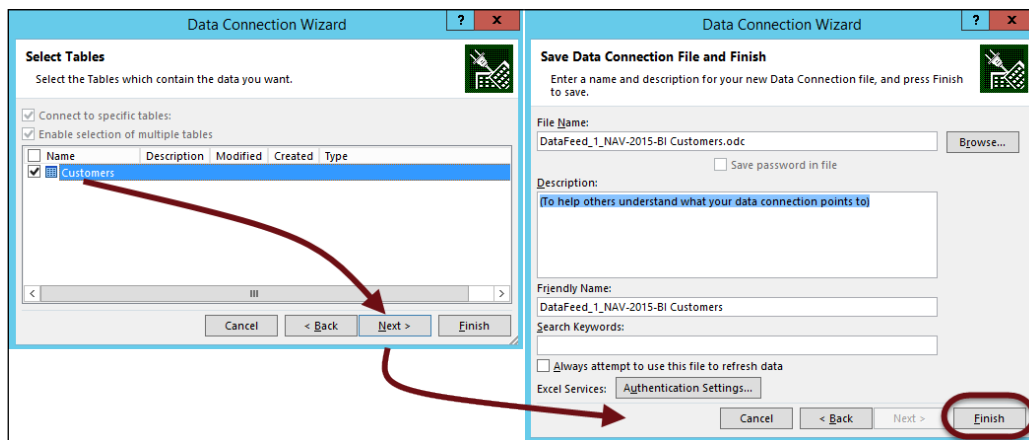 Data Connection Wizard
? x
Select Tables
Select the Tables which contain the data you want.
Connect to specific tables:
Enable selection of multiple tables
Name Description Modified Created Type
Customers
Cancel < Back Next > Finish
Data Connection Wizard
? x
Save Data Connection File and Finish
Enter a name and description for your new Data Connection file, and press Finish
to save.
File Name:
DataFeed_1_NAV-2015-BI Customers.odc
Browse...
Save password in file
Description:
(To help others understand what your data connection points to)
Friendly Name:
DataFeed_1_NAV-2015-BI Customers
Search Keywords:
Always attempt to use this file to refresh data
Excel Services: Authentication Settings...
Cancel < Back Next > Finish